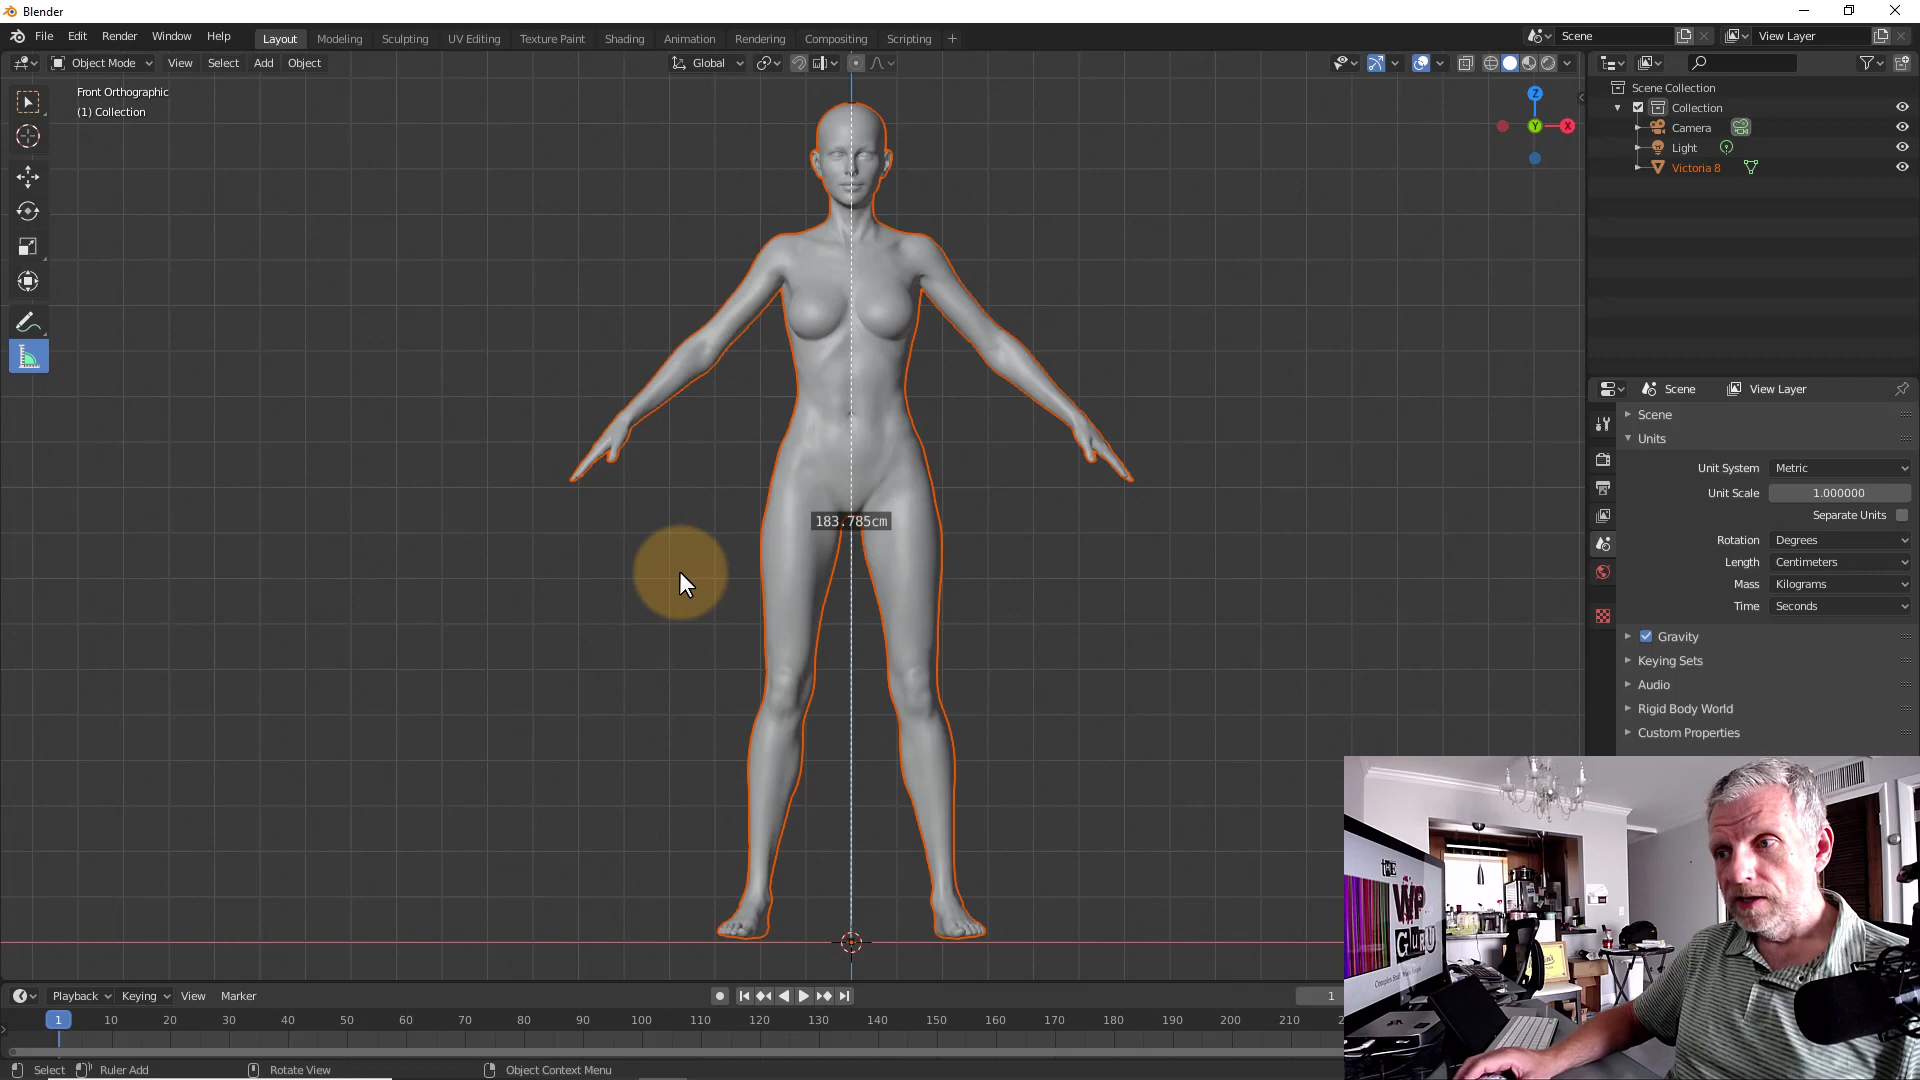 Blender
File Edit Render Window Help
Layout Modeling Sculpting UV Editing Texture Paint Shading Animation Rendering Compositing Scripting +
Scene
View Layer
Object Mode View Select Add Object
Global
Front Orthographic
(1) Collection
Z
Y
X
183.785cm
Scene Collection
Collection
Camera
Light
Victoria 8
Scene View Layer
Scene
Units
Unit System Metric
Unit Scale 1.000000
Separate Units
Rotation Degrees
Length Centimeters
Mass Kilograms
Time Seconds
Gravity
Keying Sets
Audio
Rigid Body World
Custom Properties
THE
WP
GURU
Playback Keying View Marker
1
1 10 20 30 40 50 60 70 80 90 100 110 120 130 140 150 160 170 180 190 200 210
Select Ruler Add Rotate View Object Context Menu